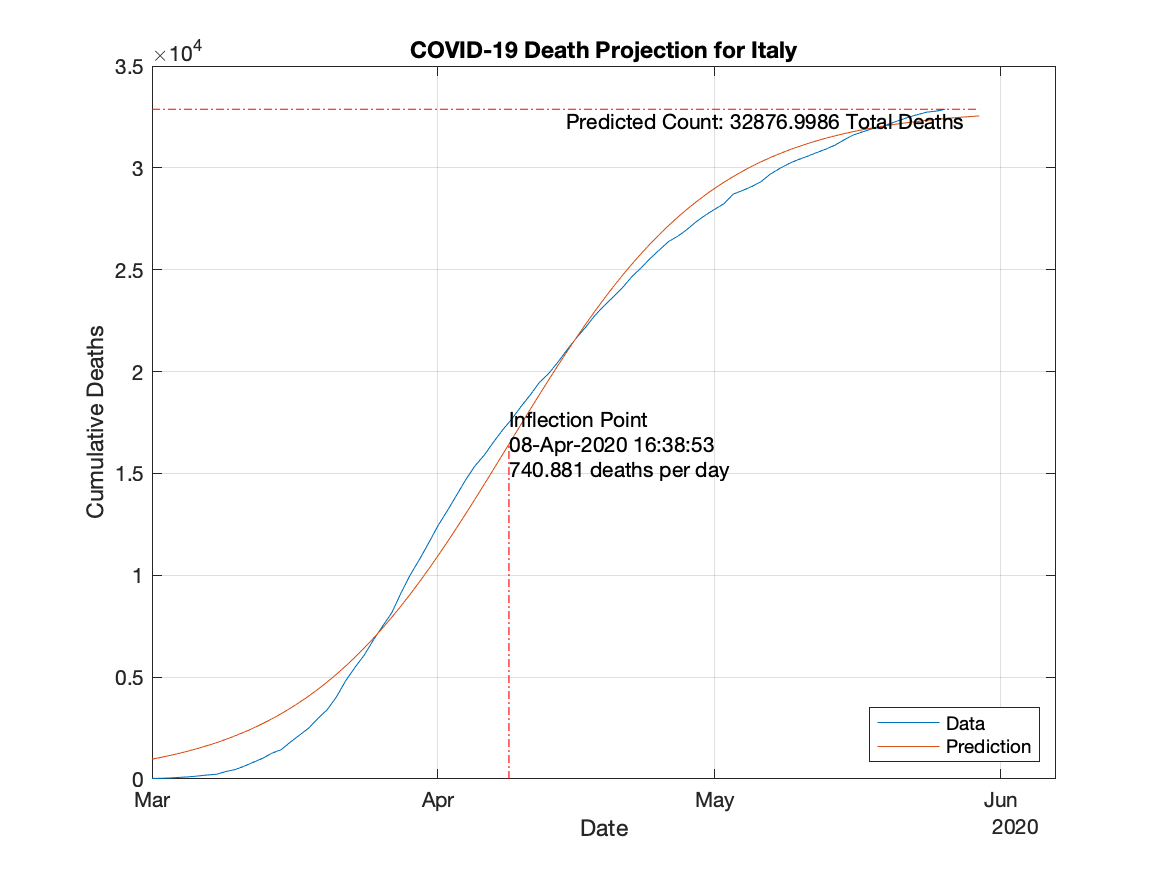 COVID-19 Death Projection for Italy
×10⁴
3.5
3
2.5
2
1.5
1
0.5
0
Cumulative Deaths
Predicted Count: 32876.9986 Total Deaths
Inflection Point
08-Apr-2020 16:38:53
740.881 deaths per day
Data
Prediction
Mar Apr May Jun
Date
2020